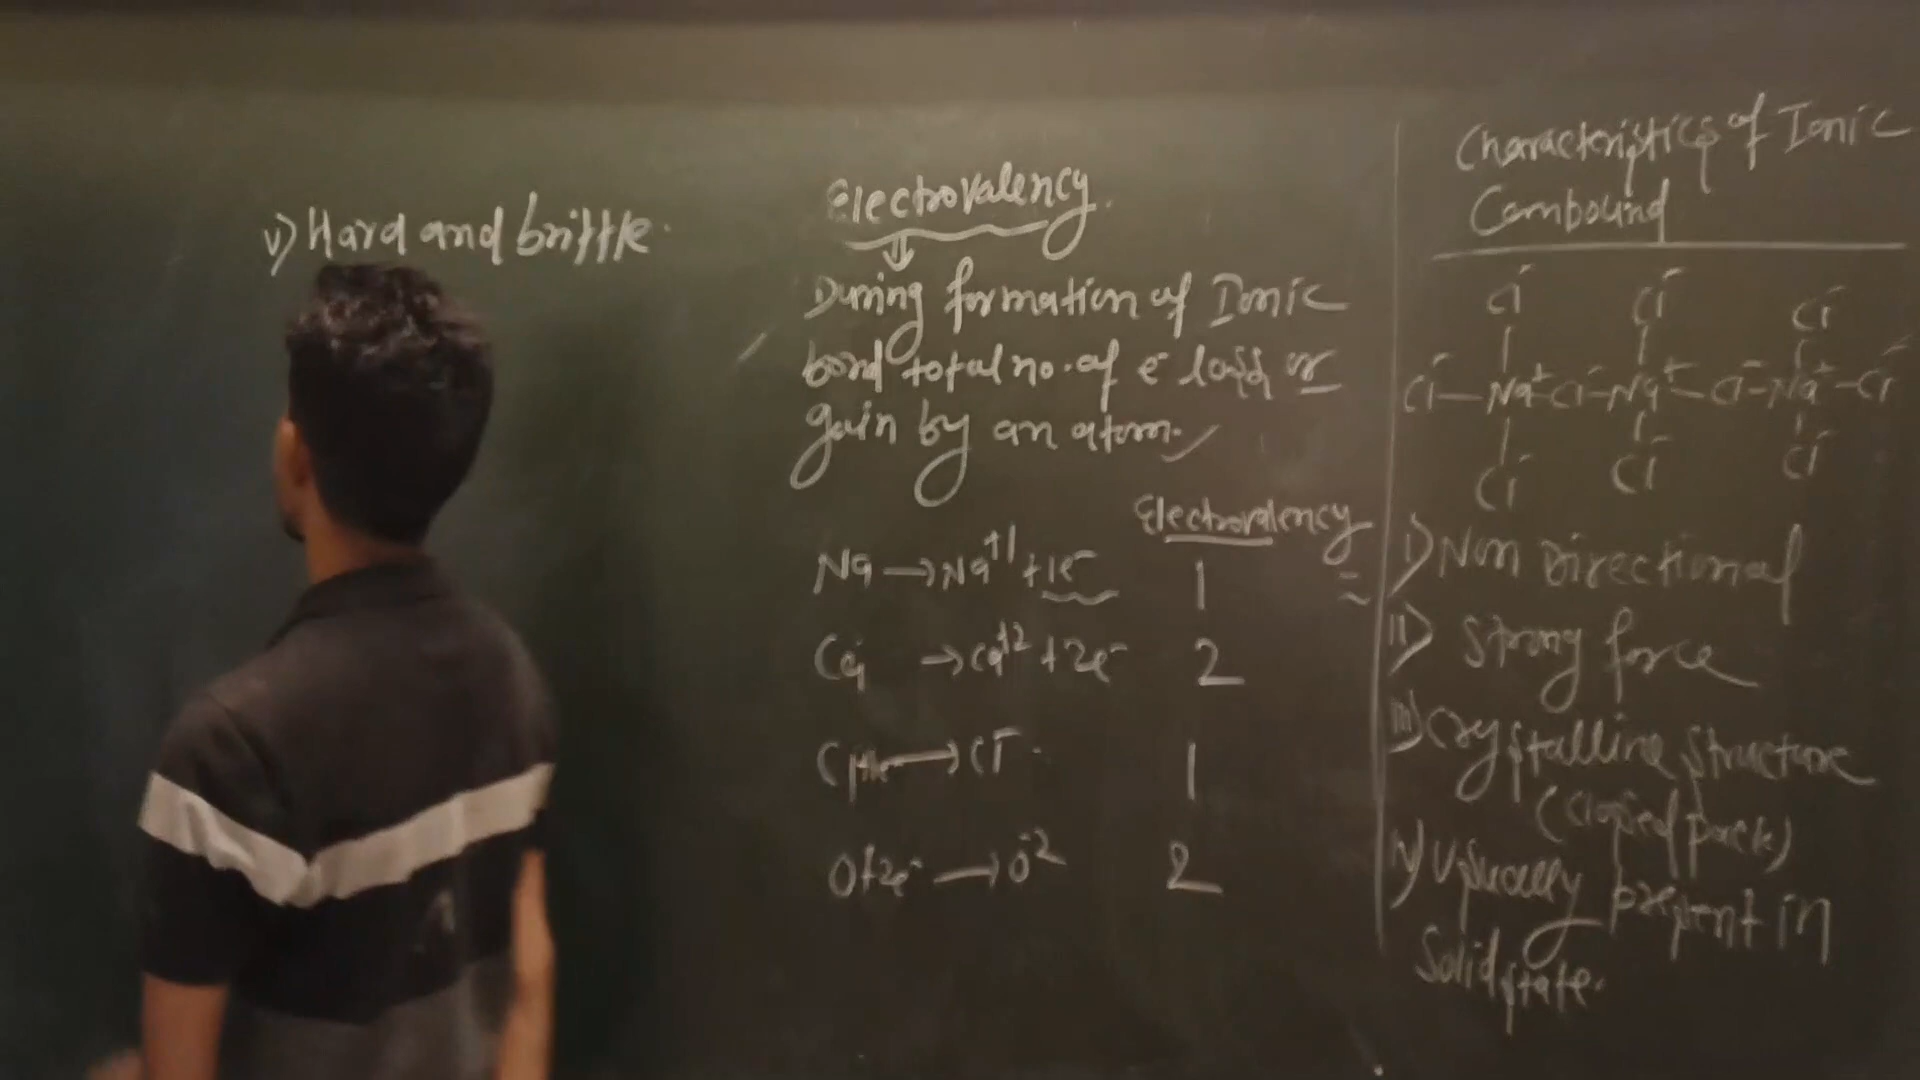 v) Hard and brittle.
Electrovalency.
⇓
During formation of Ionic
bond total no. of e⁻ loss or
gain by an atom.
Electrovalency
Na → Na⁺¹ + 1e⁻ 1
Ca → Ca⁺² + 2e⁻ 2
→ Cl⁻ 1
O+2e⁻ → O⁻² 2
Characteristics of Ionic
Compound
Cl⁻ Cl⁻ Cl⁻
Cl⁻—Na⁺—Cl⁻—Na⁺—Cl⁻—Na⁺—Cl⁻
Cl⁻ Cl⁻ Cl⁻
i) Non Directional
ii) Strong force
iii) Crystalline Structure
(Closed pack)
iv) Usually present in
Solid state.